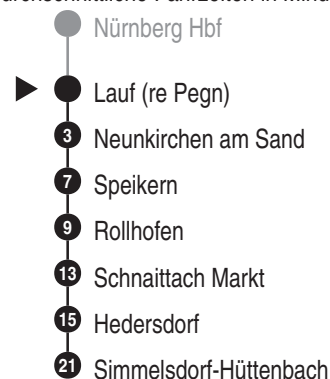 Nürnberg Hbf
Lauf (re Pegn)
3 Neunkirchen am Sand
7 Speikern
9 Rollhofen
13 Schnaittach Markt
15 Hedersdorf
21 Simmelsdorf-Hüttenbach